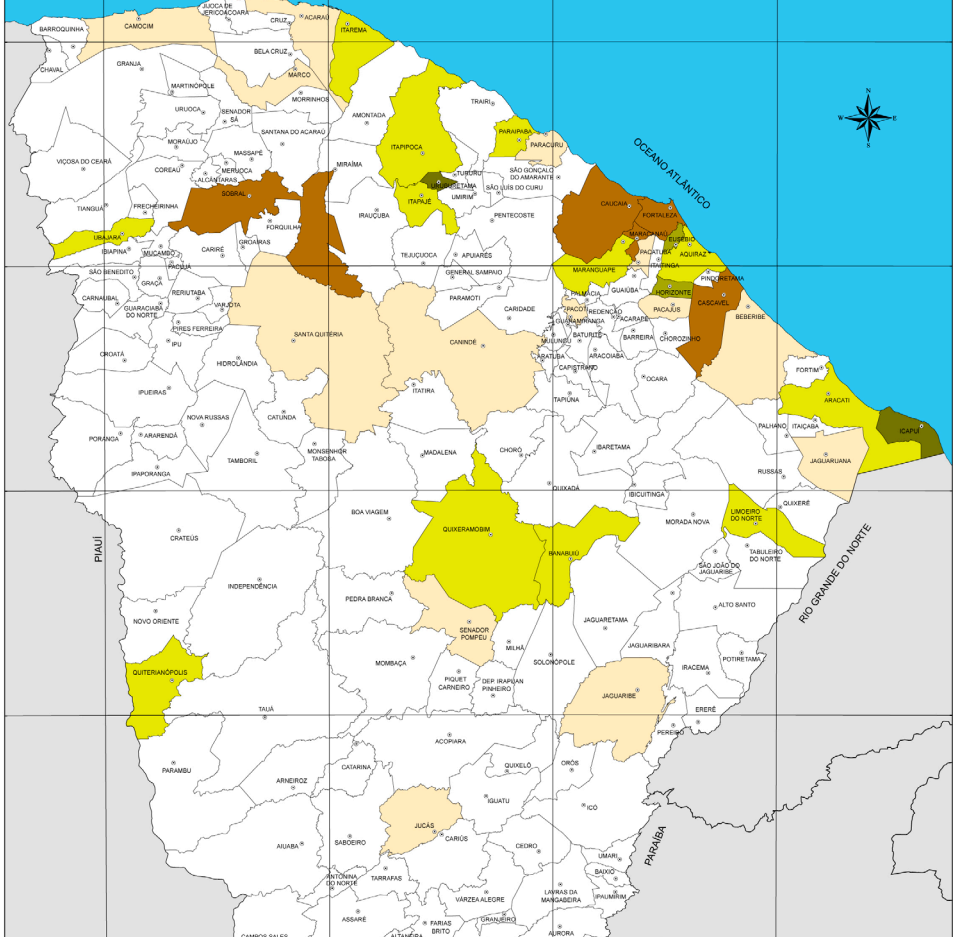 JIJOCA DE
JERICOACOARA
CRUZ
ACARAÚ
CAMOCIM
BARROQUINHA
ITAREMA
BELA CRUZ
CHAVAL
GRANJA
MARCO
MARTINÓPOLE
MORRINHOS
TRAIRI
URUOCA
SENADOR
SÁ
AMONTADA
N
W
E
S
SANTANA DO ACARAÚ
PARAIPABA
PARACURU
MORAÚJO
ITAPIPOCA
OCEANO ATLÂNTICO
MASSAPÊ
VIÇOSA DO CEARÁ
COREAÚ
MERUOCA
MIRAÍMA
ALCÂNTARAS
TURURU
SÃO GONÇALO
DO AMARANTE
URUBURETAMA
SOBRAL
UMIRIM
SÃO LUÍS DO CURU
ITAPAJÉ
TIANGUÁ
FRECHEIRINHA
IRAUÇUBA
PENTECOSTE
CAUCAIA
FORTALEZA
FORQUILHA
UBAJARA
MARACANAÚ
EUSÉBIO
IBIAPINA
MUCAMBO
CARIRÉ
GROAÍRAS
PACATUBA
AQUIRAZ
TEJUÇUOCA
APUIARÉS
PACUJÁ
ITAITINGA
MARANGUAPE
SÃO BENEDITO
GRAÇA
GENERAL SAMPAIO
PINDORETAMA
GUAIÚBA
HORIZONTE
CARNAUBAL
RERIUTABA
PARAMOTI
PALMÁCIA
CASCAVEL
GUARACIABA
DO NORTE
VARJOTA
PACOTI
REDENÇÃO
PACAJUS
BEBERIBE
CARIDADE
GUARAMIRANGA
ACARAPE
PIRES FERREIRA
SANTA QUITÉRIA
BATURITÉ
BARREIRA
CHOROZINHO
IPU
CANINDÉ
MULUNGU
CROATÁ
HIDROLÂNDIA
ARATUBA
ARACOIABA
CAPISTRANO
FORTIM
OCARA
IPUEIRAS
ITATIRA
TAPIÚNA
ARACATI
NOVA RUSSAS
CATUNDA
ITAIÇABA
ICAPUÍ
PORANGA
ARARENDÁ
PALHANO
MONSENHOR
TABOSA
MADALENA
CHORÓ
IBARETAMA
TAMBORIL
JAGUARUANA
IPAPORANGA
RUSSAS
QUIXADÁ
IBICUITINGA
BOA VIAGEM
QUIXERÉ
LIMOEIRO
DO NORTE
MORADA NOVA
CRATEÚS
QUIXERAMOBIM
PIAUÍ
BANABUIÚ
TABULEIRO
DO NORTE
SÃO JOÃO DO
JAGUARIBE
RIO GRANDE DO NORTE
INDEPENDÊNCIA
PEDRA BRANCA
ALTO SANTO
NOVO ORIENTE
JAGUARETAMA
SENADOR
POMPEU
MILHÃ
JAGUARIBARA
POTIRETAMA
MOMBAÇA
SOLONÓPOLE
IRACEMA
QUITERIANÓPOLIS
PIQUET
CARNEIRO
DEP. IRAPUAN
PINHEIRO
JAGUARIBE
TAUÁ
ERERÊ
PEREIRO
ACOPIARA
CATARINA
PARAMBU
QUIXELÔ
ORÓS
ARNEIROZ
IGUATU
ICÓ
JUCÁS
CARIÚS
SABOEIRO
AIUABA
CEDRO
PARAÍBA
UMARI
BAIXIO
ANTONINA
DO NORTE
TARRAFAS
VÁRZEA ALEGRE
LAVRAS DA
MANGABEIRA
IPAUMIRIM
ASSARÉ
GRANJEIRO
FARIAS
BRITO
ALTANEIRA
AURORA
CAMPOS SALES